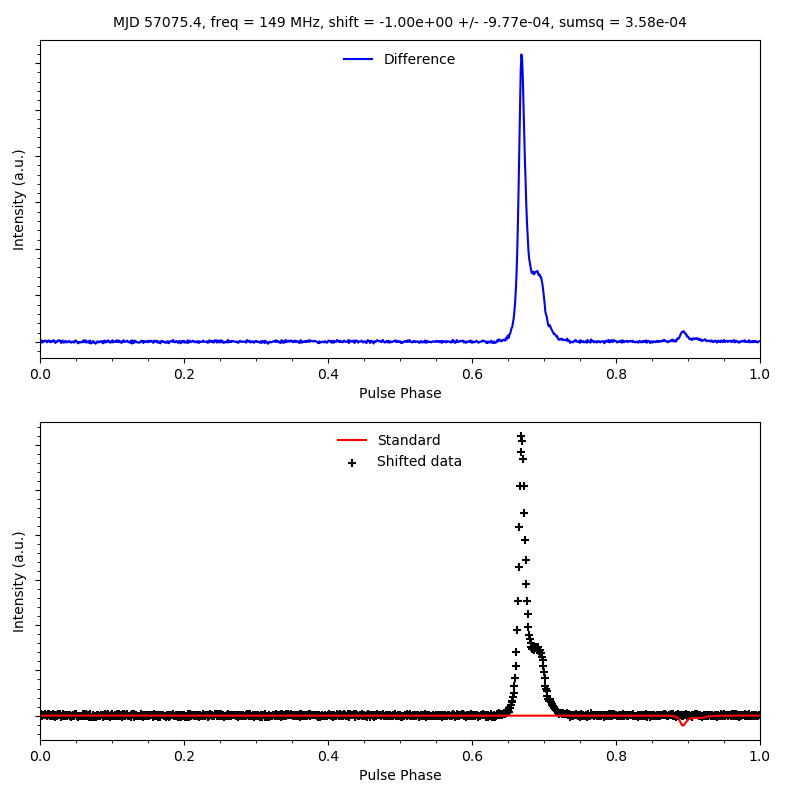 MJD 57075.4, freq = 149 MHz, shift = -1.00e+00 +/- -9.77e-04, sumsq = 3.58e-04
Difference
Intensity (a.u.)
0.0 0.2 0.4 0.6 0.8 1.0
Pulse Phase
Standard
Shifted data
Intensity (a.u.)
0.0 0.2 0.4 0.6 0.8 1.0
Pulse Phase